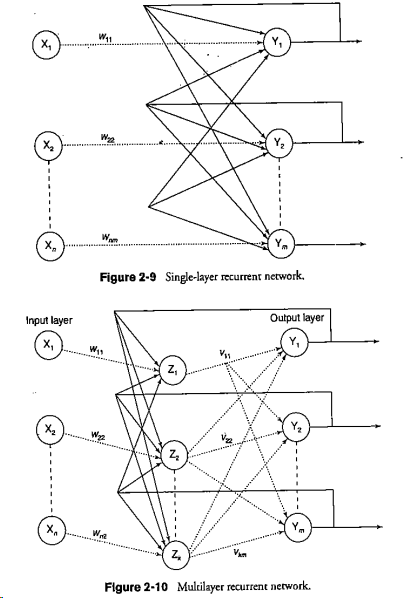 X1
w11
Y1
X2
w22
Y2
Xn
wnm
Ym
Figure 2-9 Single-layer recurrent network.
Input layer
Output layer
X1
w11
Z1
v11
Y1
X2
w22
Z2
v22
Y2
Xn
wn2
Zk
vkm
Ym
Figure 2-10 Multilayer recurrent network.